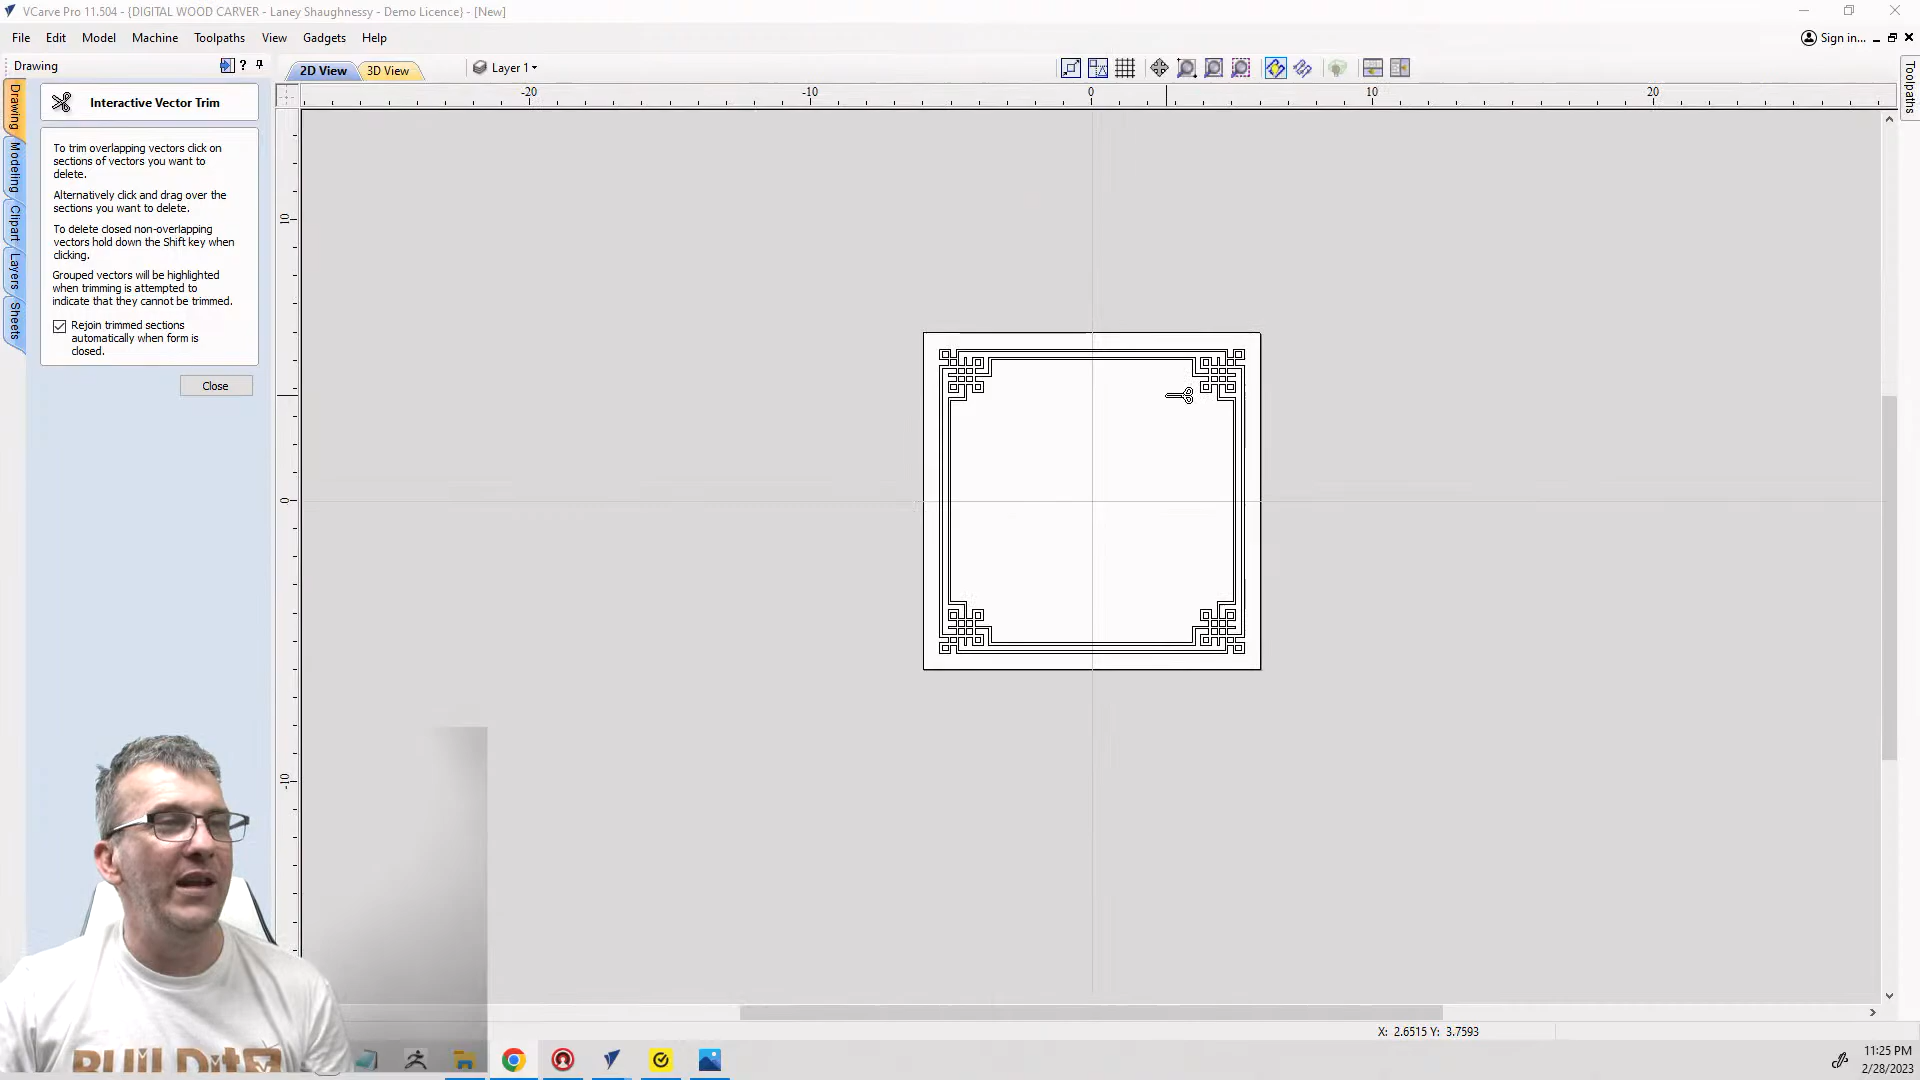 VCarve Pro 11.504 - {DIGITAL WOOD CARVER - Laney Shaughnessy - Demo Licence} - [New]
File Edit Model Machine Toolpaths View Gadgets Help
Sign in...
Drawing
?
2D View
3D View
Layer 1
Toolpaths
Drawing
Modeling
Clipart
Layers
Sheets
Interactive Vector Trim
To trim overlapping vectors click on
sections of vectors you want to
delete.
Alternatively click and drag over the
sections you want to delete.
To delete closed non-overlapping
vectors hold down the Shift key when
clicking.
Grouped vectors will be highlighted
when trimming is attempted to
indicate that they cannot be trimmed.
Rejoin trimmed sections
automatically when form is
closed.
Close
-20 -10 0 10 20
10
0
-10
X: 2.6515 Y: 3.7593
11:25 PM
2/28/2023